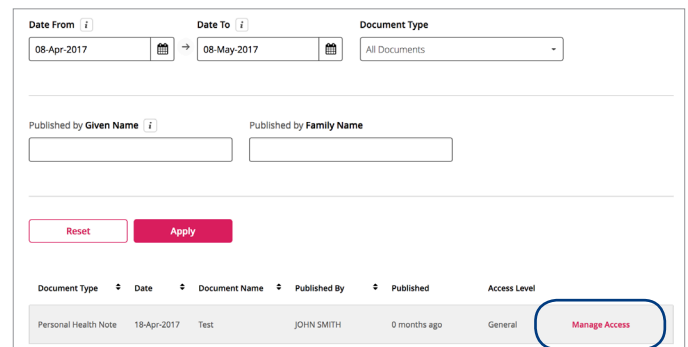 Date From i Date To i Document Type
08-Apr-2017 → 08-May-2017 All Documents
Published by Given Name i Published by Family Name
Reset Apply
Document Type Date Document Name Published By Published Access Level
Personal Health Note 18-Apr-2017 Test JOHN SMITH 0 months ago General Manage Access